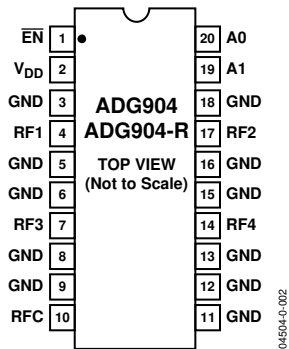 E̅N̅ 1 20 A0
VDD 2 19 A1
GND 3 18 GND
RF1 4 17 RF2
GND 5 16 GND
GND 6 15 GND
RF3 7 14 RF4
GND 8 13 GND
GND 9 12 GND
RFC 10 11 GND
ADG904
ADG904-R
TOP VIEW
(Not to Scale)
04504-0-002